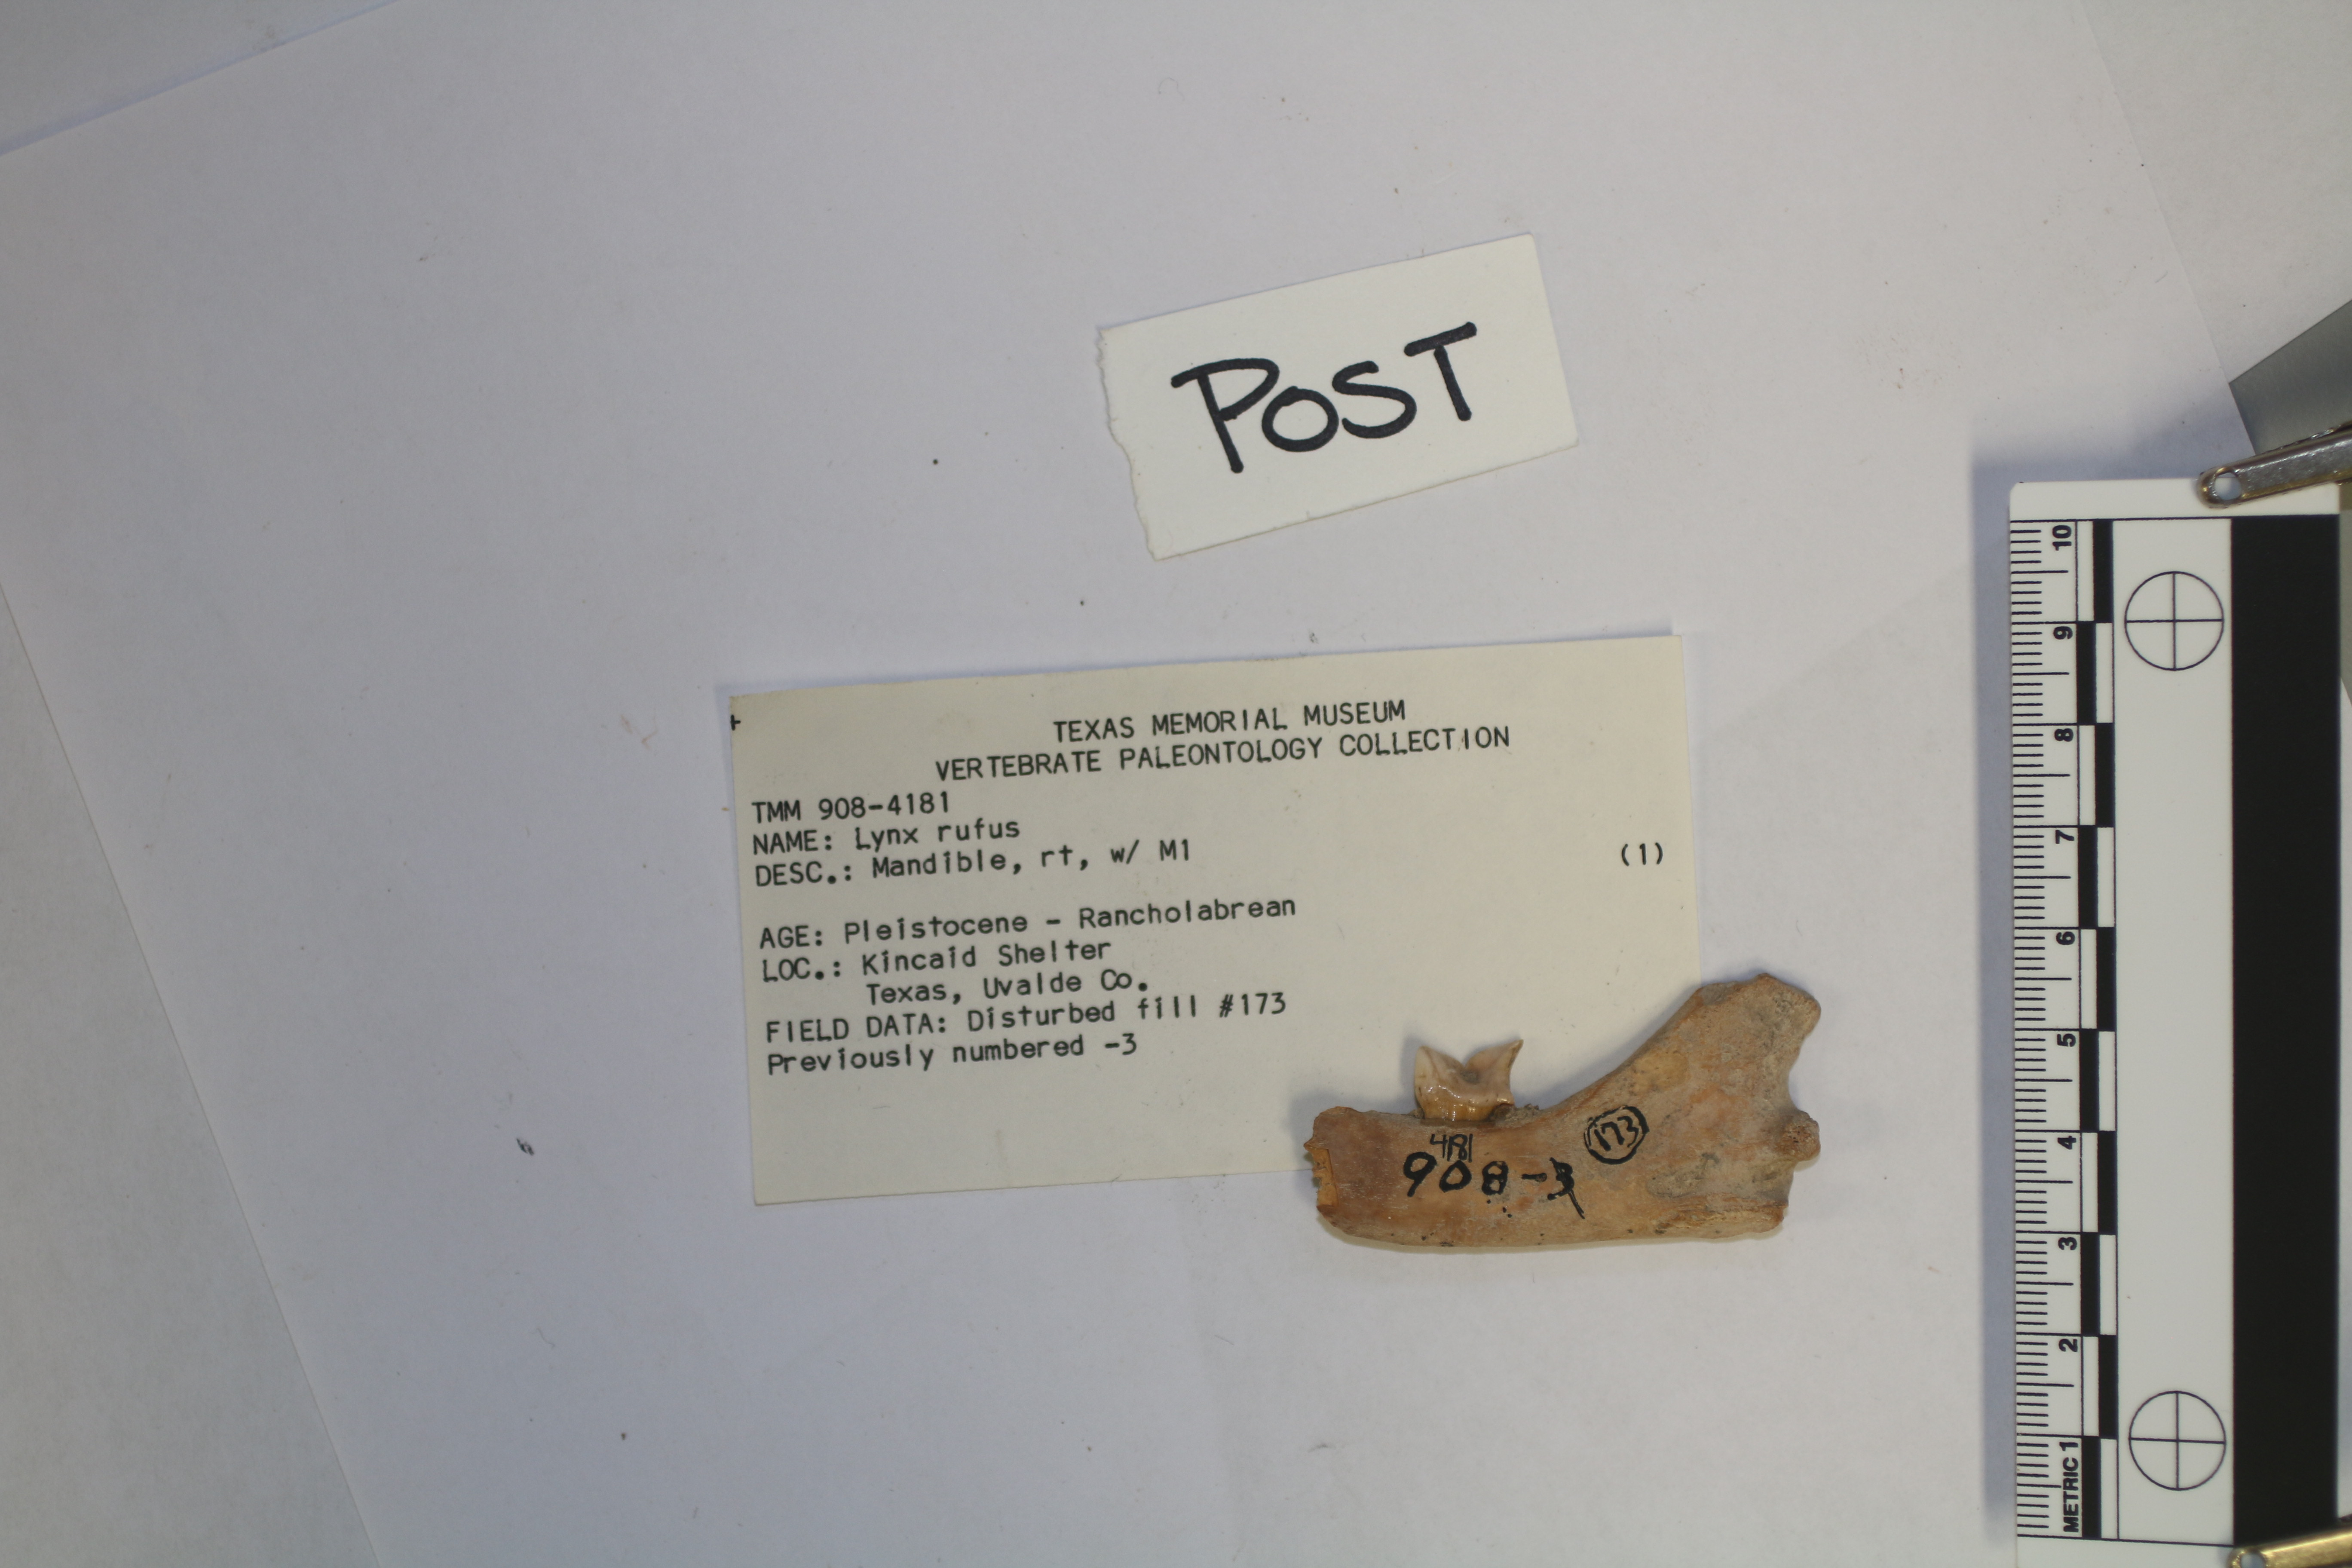 TEXAS MEMORIAL MUSEUM
VERTEBRATE PALEONTOLOGY COLLECTION
TMM 908-4181
NAME: Lynx rufus
DESC.: Mandible, rt, w/ M1 (1)
AGE: Pleistocene - Rancholabrean
LOC.: Kincaid Shelter
Texas, Uvalde Co.
FIELD DATA: Disturbed fill #173
Previously numbered -3
POST
4181
908-3
173
METRIC 1 2 3 4 5 6 7 8 9 10